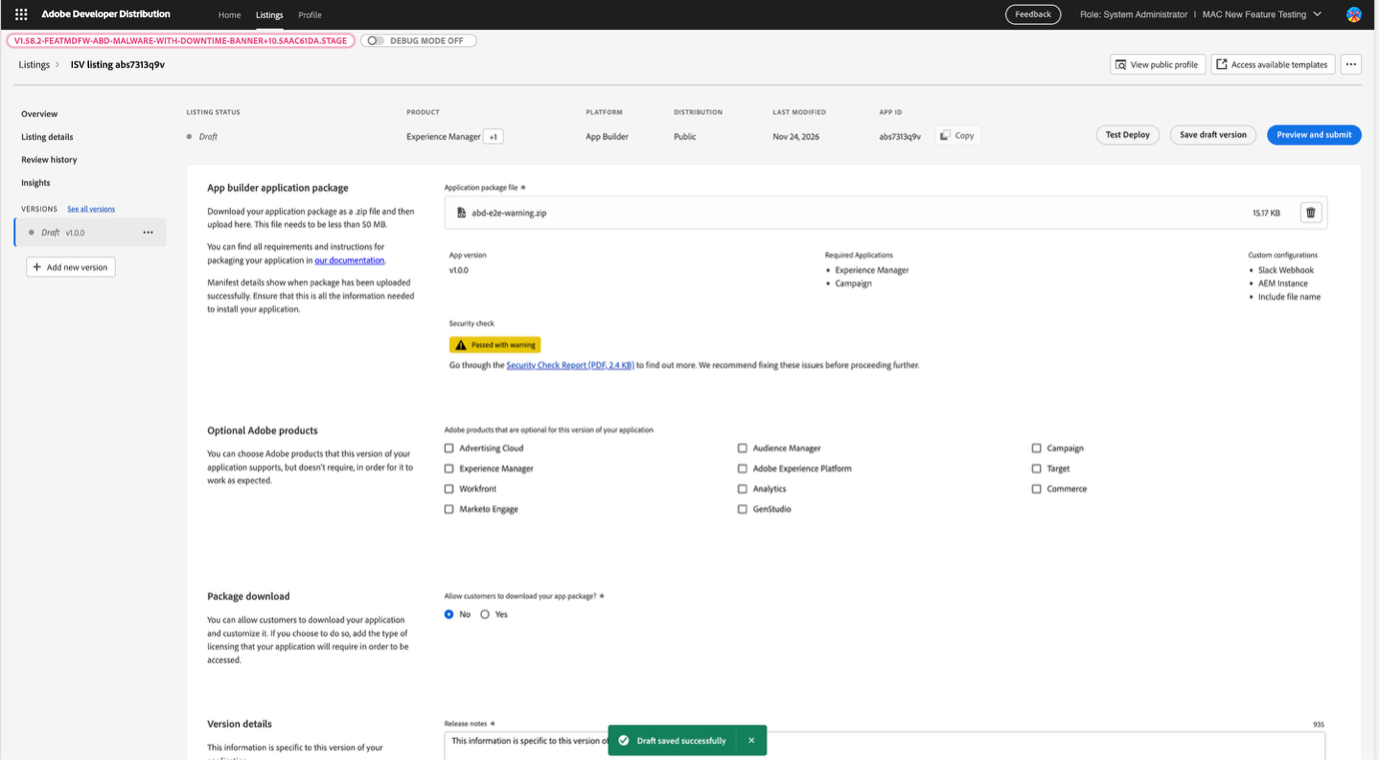 Adobe Developer Distribution
Home Listings Profile
Feedback
Role: System Administrator | MAC New Feature Testing
V1.58.2-FEATMDFW-ABD-MALWARE-WITH-DOWNTIME-BANNER+10.5AAC61DA.STAGE
DEBUG MODE OFF
Listings > ISV listing abs7313q9v
View public profile
Access available templates
Overview
Listing details
Review history
Insights
VERSIONS See all versions
Draft v1.0.0
+ Add new version
LISTING STATUS PRODUCT PLATFORM DISTRIBUTION LAST MODIFIED APP ID
Draft Experience Manager +1 App Builder Public Nov 24, 2026 abs7313q9v Copy
Test Deploy
Save draft version
Preview and submit
App builder application package
Download your application package as a .zip file and then
upload here. This file needs to be less than 50 MB.
You can find all requirements and instructions for
packaging your application in our documentation.
Manifest details show when package has been uploaded
successfully. Ensure that this is all the information needed
to install your application.
Application package file *
abd-e2e-warning.zip 15.17 KB
App version
v1.0.0
Required Applications
• Experience Manager
• Campaign
Custom configurations
• Slack Webhook
• AEM Instance
• Include file name
Security check
Passed with warning
Go through the Security Check Report (PDF, 2.4 KB) to find out more. We recommend fixing these issues before proceeding further.
Optional Adobe products
You can choose Adobe products that this version of your
application supports, but doesn't require, in order for it to
work as expected.
Adobe products that are optional for this version of your application
Advertising Cloud Audience Manager Campaign
Experience Manager Adobe Experience Platform Target
Workfront Analytics Commerce
Marketo Engage GenStudio
Package download
You can allow customers to download your application
and customize it. If you choose to do so, add the type of
licensing that your application will require in order to be
accessed.
Allow customers to download your app package? *
No Yes
Version details
This information is specific to this version of your
Release notes * 935
This information is specific to this version of
Draft saved successfully